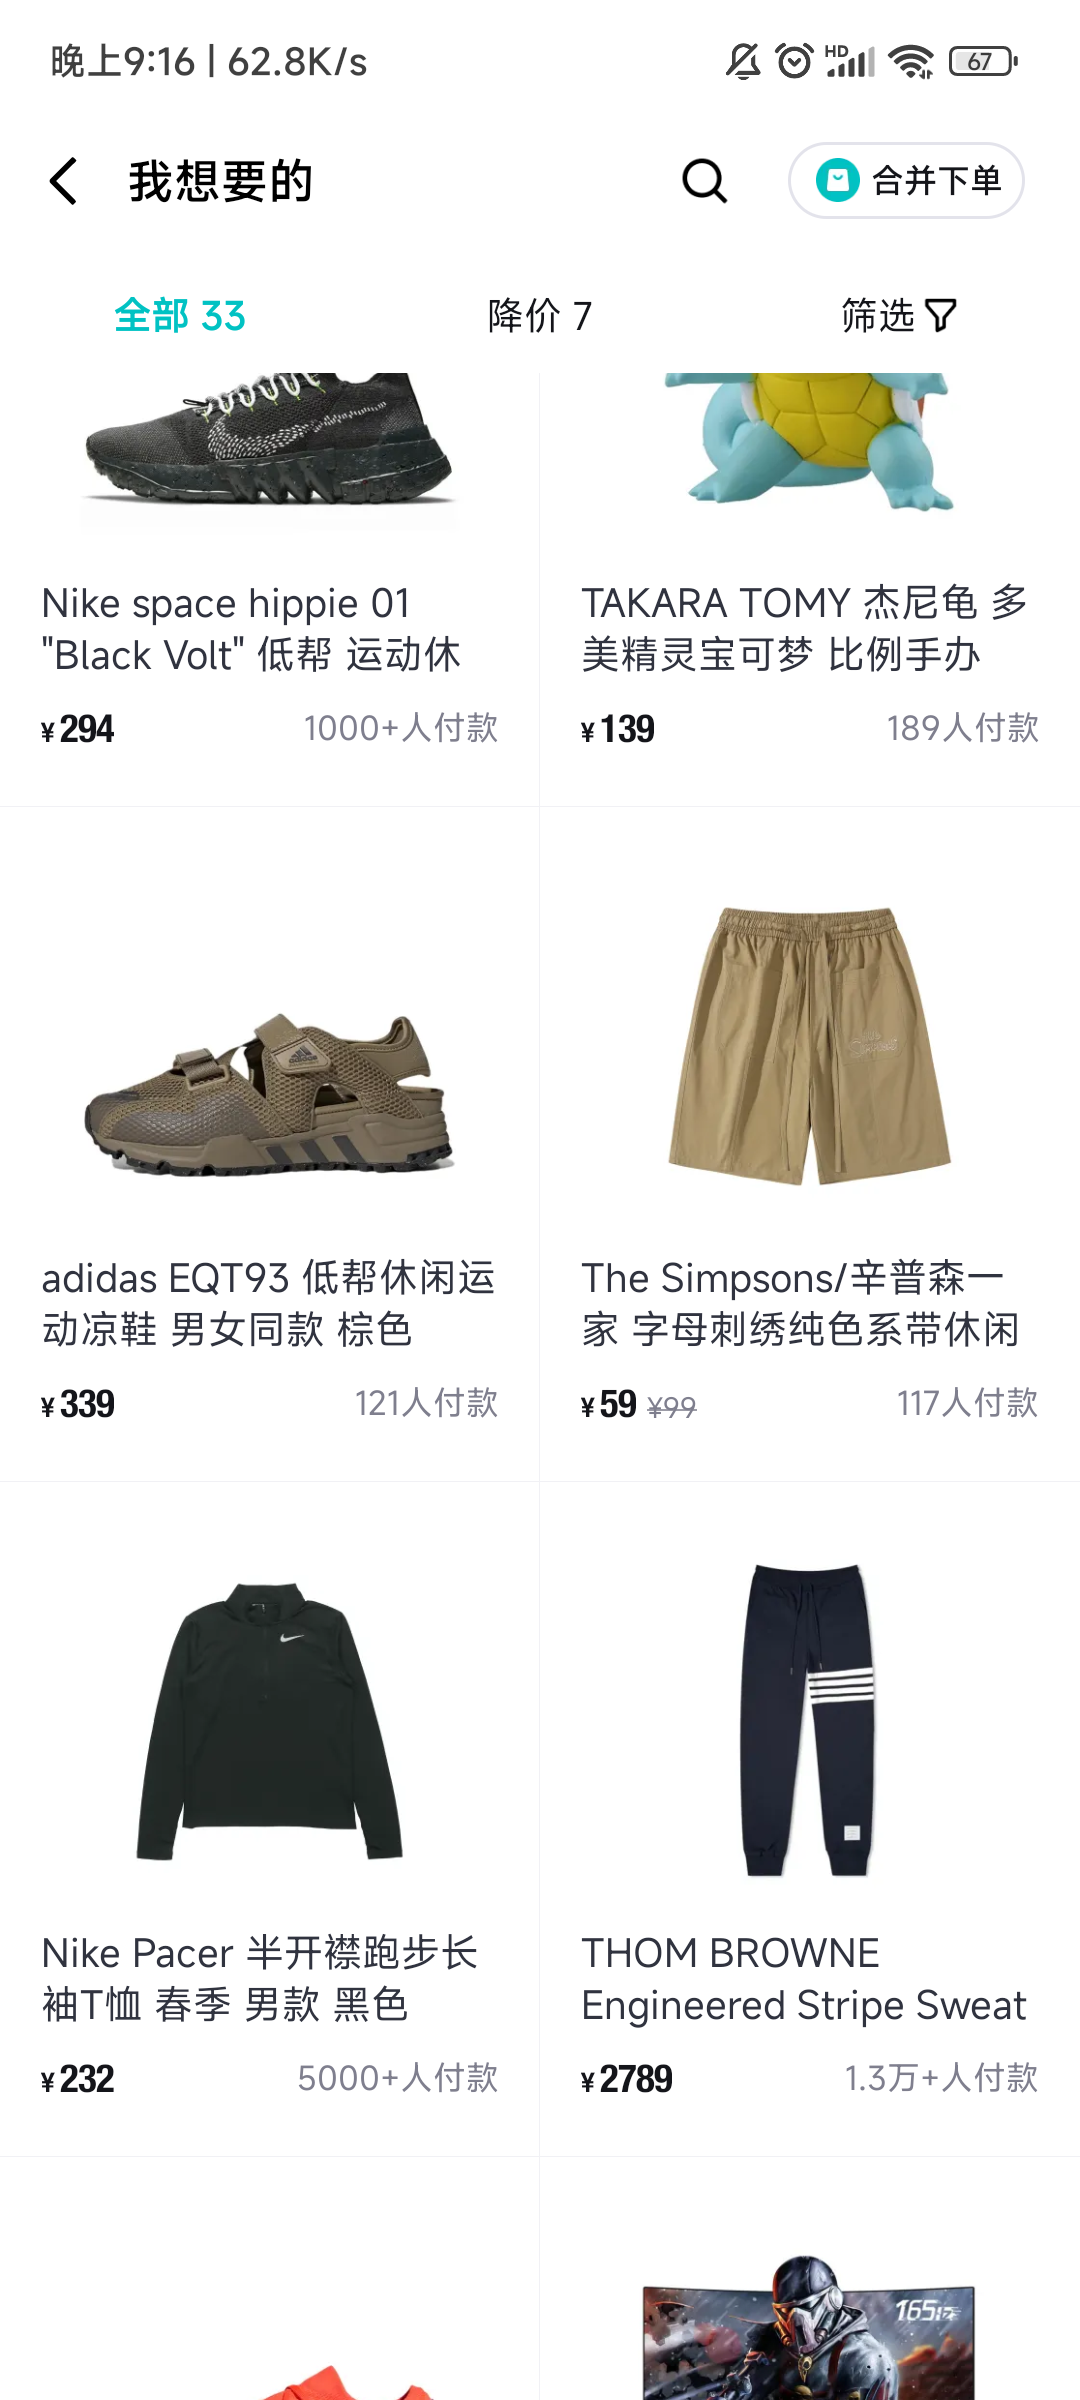 晚上9:16 | 62.8K/s
HD
67
我想要的
合并下单
全部 33
降价 7
筛选
Nike space hippie 01
"Black Volt" 低帮 运动休
¥294
1000+人付款
TAKARA TOMY 杰尼龟 多
美精灵宝可梦 比例手办
¥139
189人付款
adidas
adidas EQT93 低帮休闲运
动凉鞋 男女同款 棕色
¥339
121人付款
The Simpsons/辛普森一
家 字母刺绣纯色系带休闲
¥59 ¥99
117人付款
Nike Pacer 半开襟跑步长
袖T恤 春季 男款 黑色
¥232
5000+人付款
THOM BROWNE
Engineered Stripe Sweat
¥2789
1.3万+人付款
165